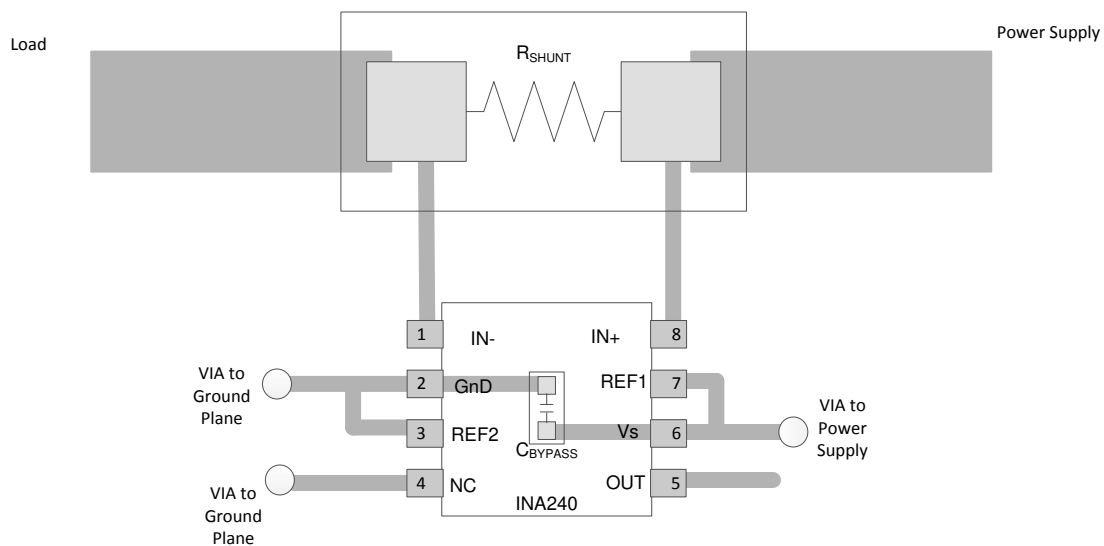 Load
Power Supply
RSHUNT
1
IN-
IN+
8
VIA to
Ground
Plane
2
GnD
REF1
7
3
REF2
Vs
6
VIA to
Power
Supply
CBYPASS
4
NC
OUT
5
VIA to
Ground
Plane
INA240